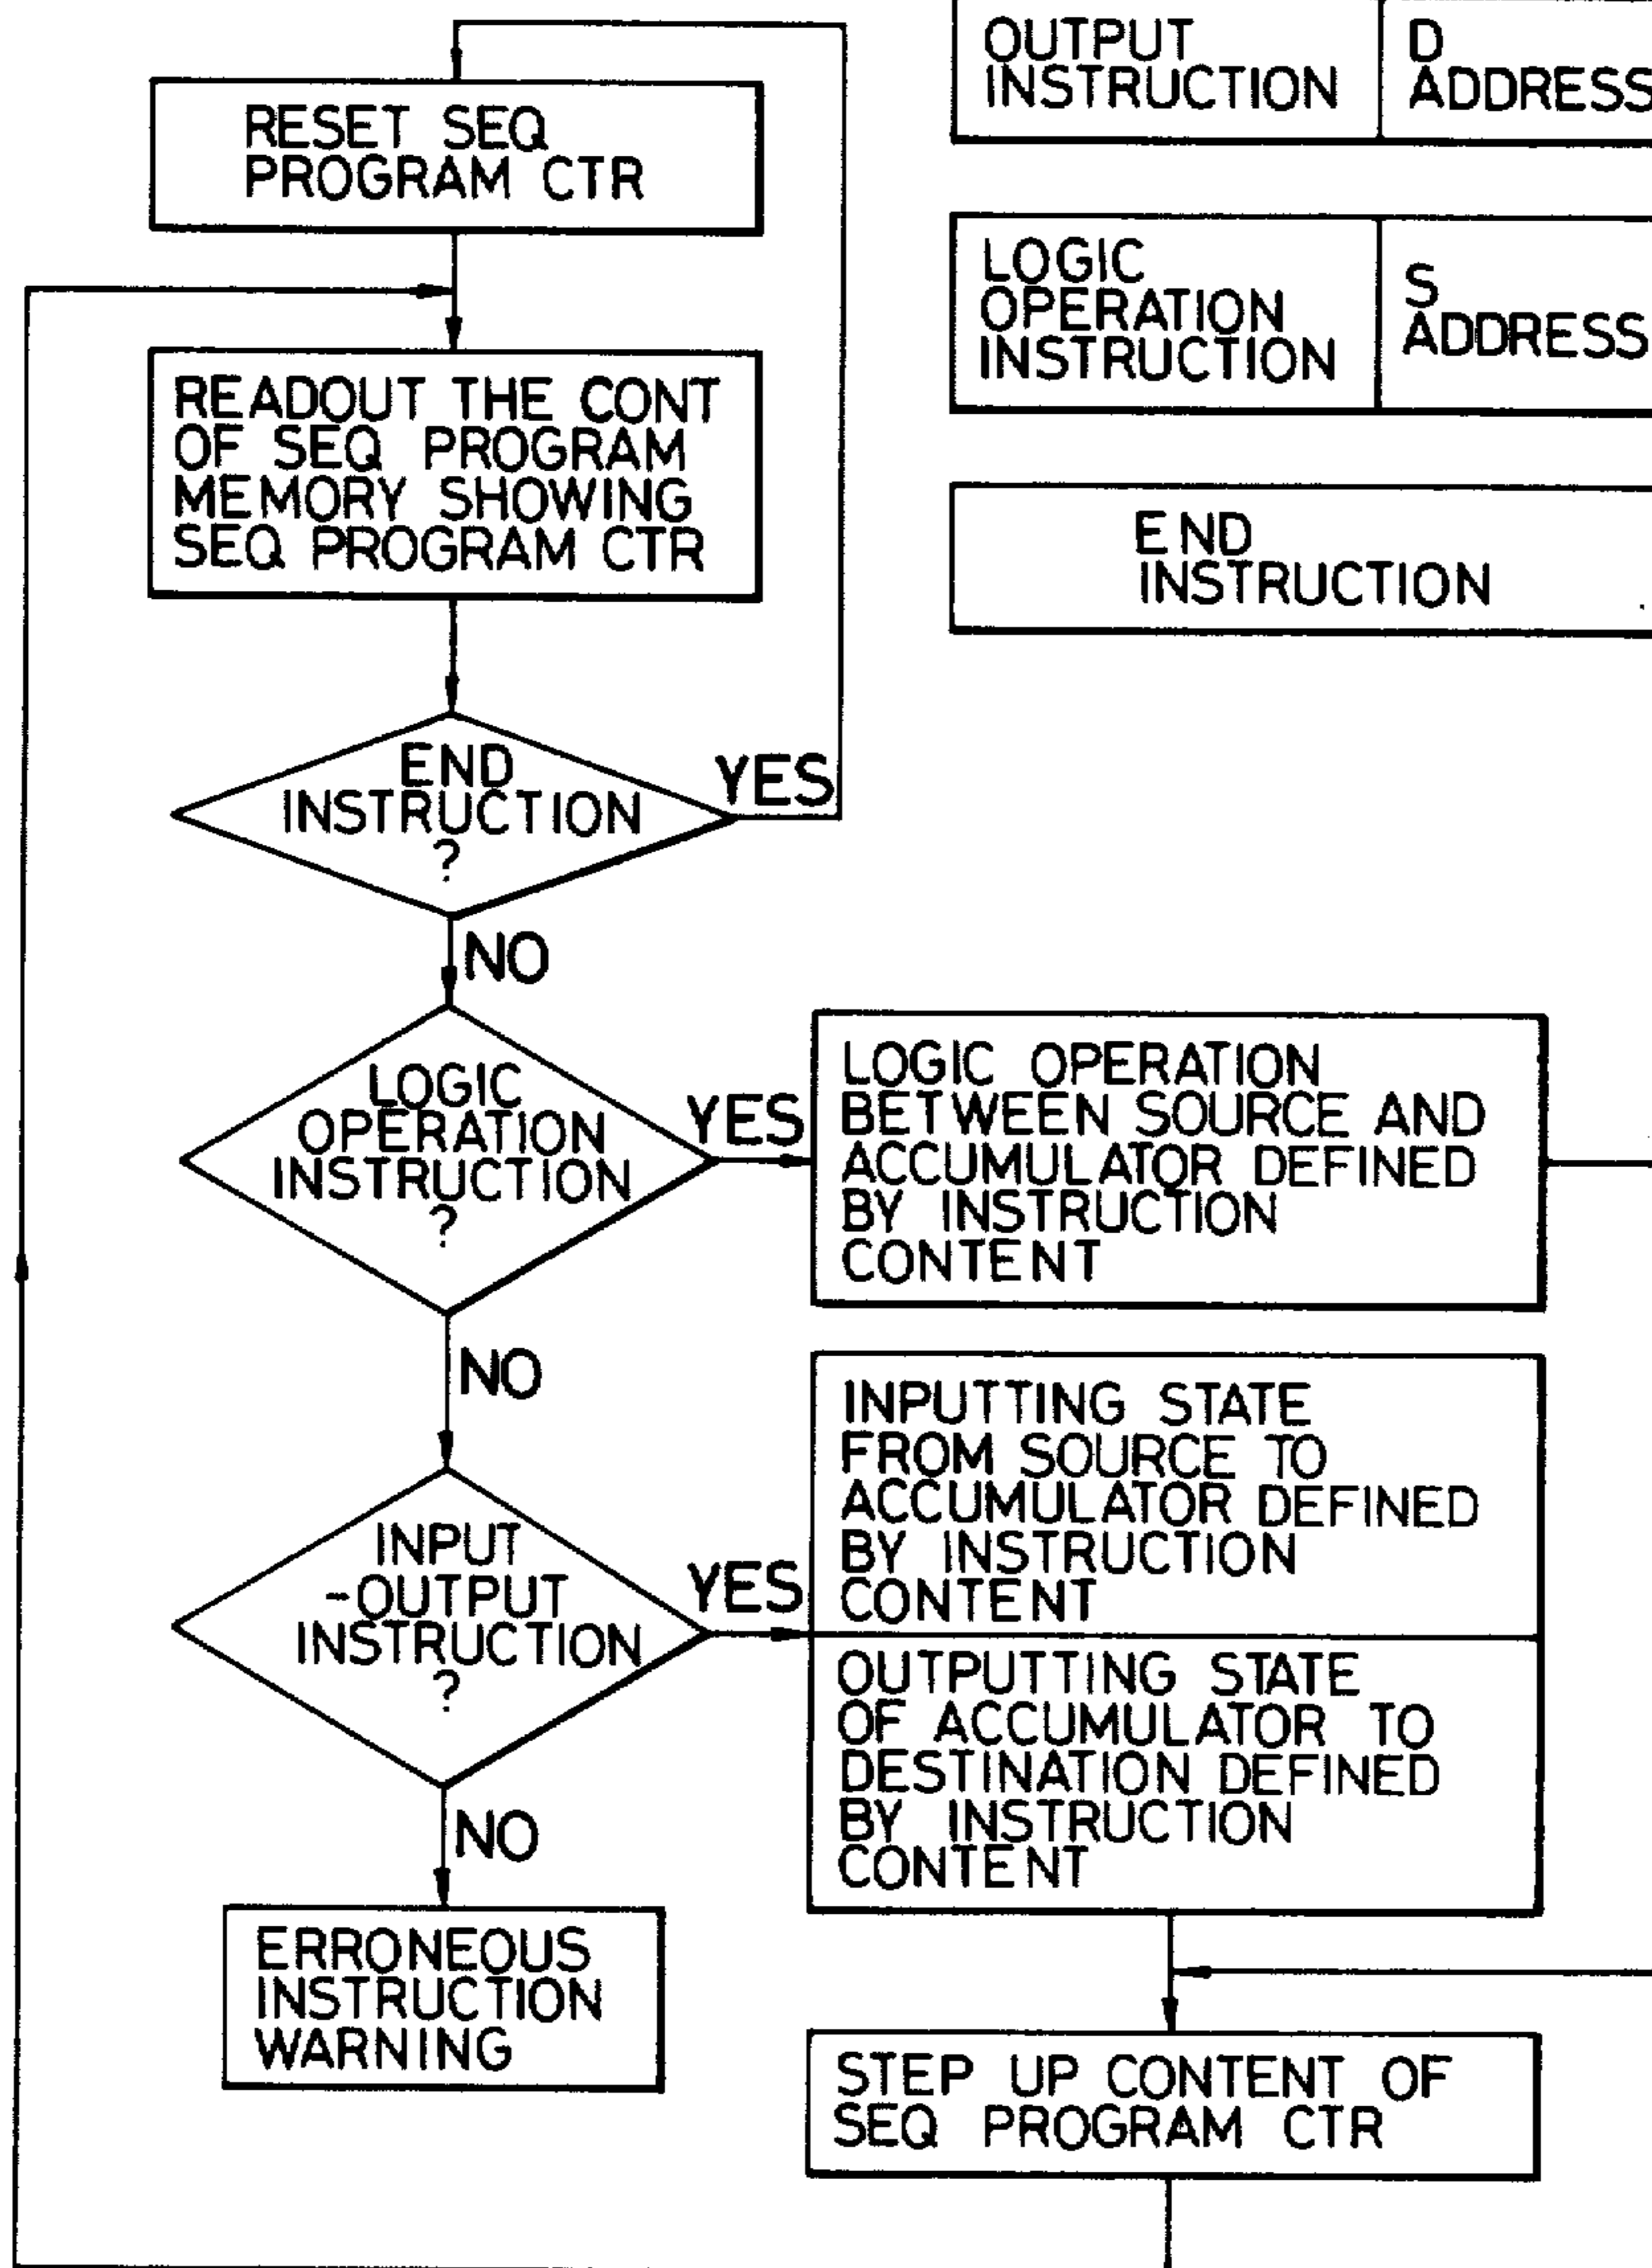 RESET SEQ
PROGRAM CTR
READOUT THE CONT
OF SEQ PROGRAM
MEMORY SHOWING
SEQ PROGRAM CTR
END
INSTRUCTION
?
YES
NO
LOGIC
OPERATION
INSTRUCTION
?
YES
NO
INPUT
-OUTPUT
INSTRUCTION
?
YES
NO
ERRONEOUS
INSTRUCTION
WARNING
OUTPUT
INSTRUCTION
D
ADDRESS
LOGIC
OPERATION
INSTRUCTION
S
ADDRESS
END
INSTRUCTION
LOGIC OPERATION
BETWEEN SOURCE AND
ACCUMULATOR DEFINED
BY INSTRUCTION
CONTENT
INPUTTING STATE
FROM SOURCE TO
ACCUMULATOR DEFINED
BY INSTRUCTION
CONTENT
OUTPUTTING STATE
OF ACCUMULATOR TO
DESTINATION DEFINED
BY INSTRUCTION
CONTENT
STEP UP CONTENT OF
SEQ PROGRAM CTR